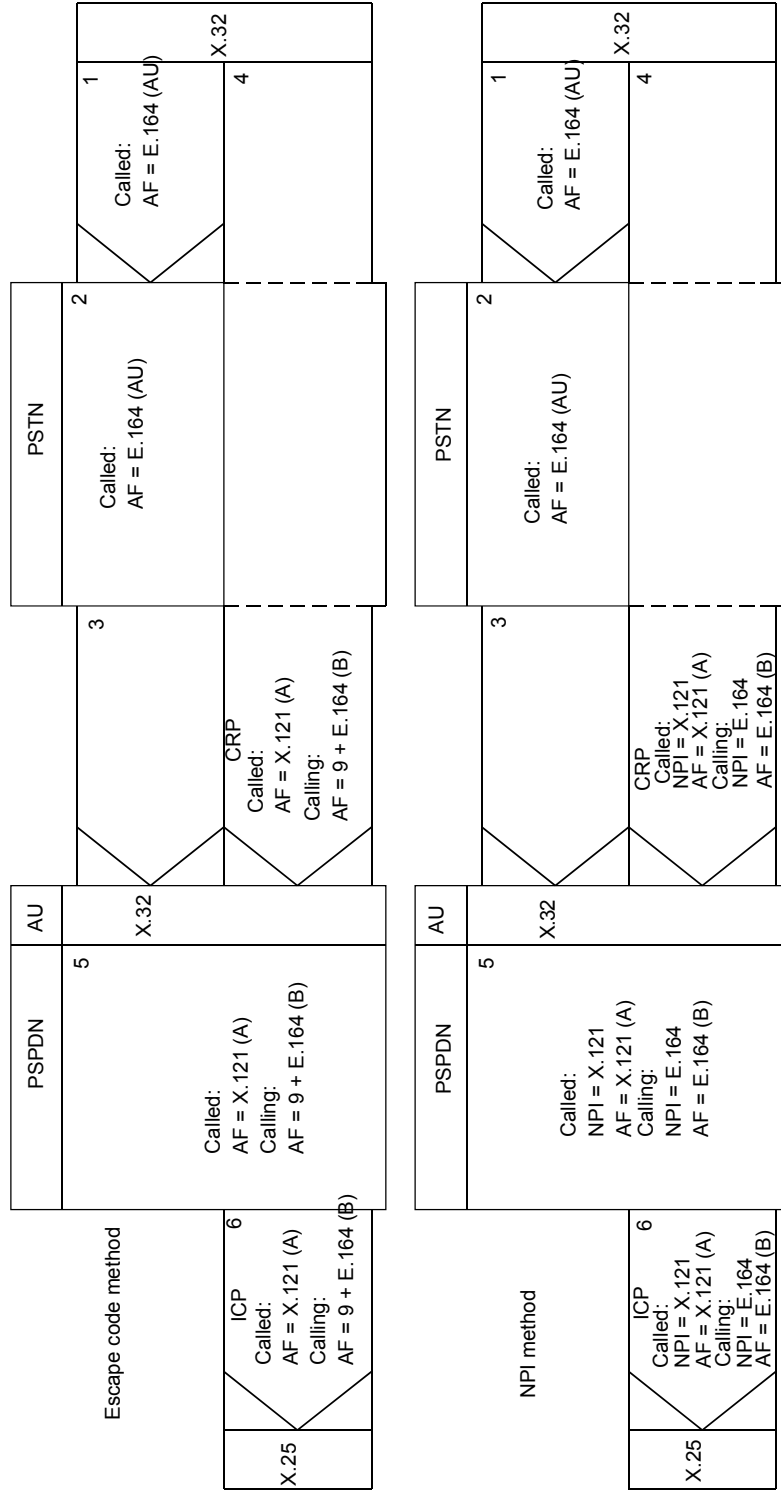 Escape code method
PSPDN
AU
PSTN
X.25
6
ICP
Called:
AF = X.121 (A)
Calling:
AF = 9 + E.164 (B)
5
Called:
AF = X.121 (A)
Calling:
AF = 9 + E.164 (B)
X.32
3
CRP
Called:
AF = X.121 (A)
Calling:
AF = 9 + E.164 (B)
2
Called:
AF = E.164 (AU)
1
Called:
AF = E.164 (AU)
4
X.32
NPI method
PSPDN
AU
PSTN
X.25
6
ICP
Called:
NPI = X.121
AF = X.121 (A)
Calling:
NPI = E.164
AF = E.164 (B)
5
Called:
NPI = X.121
AF = X.121 (A)
Calling:
NPI = E.164
AF = E.164 (B)
X.32
3
CRP
Called:
NPI = X.121
AF = X.121 (A)
Calling:
NPI = E.164
AF = E.164 (B)
2
Called:
AF = E.164 (AU)
1
Called:
AF = E.164 (AU)
4
X.32